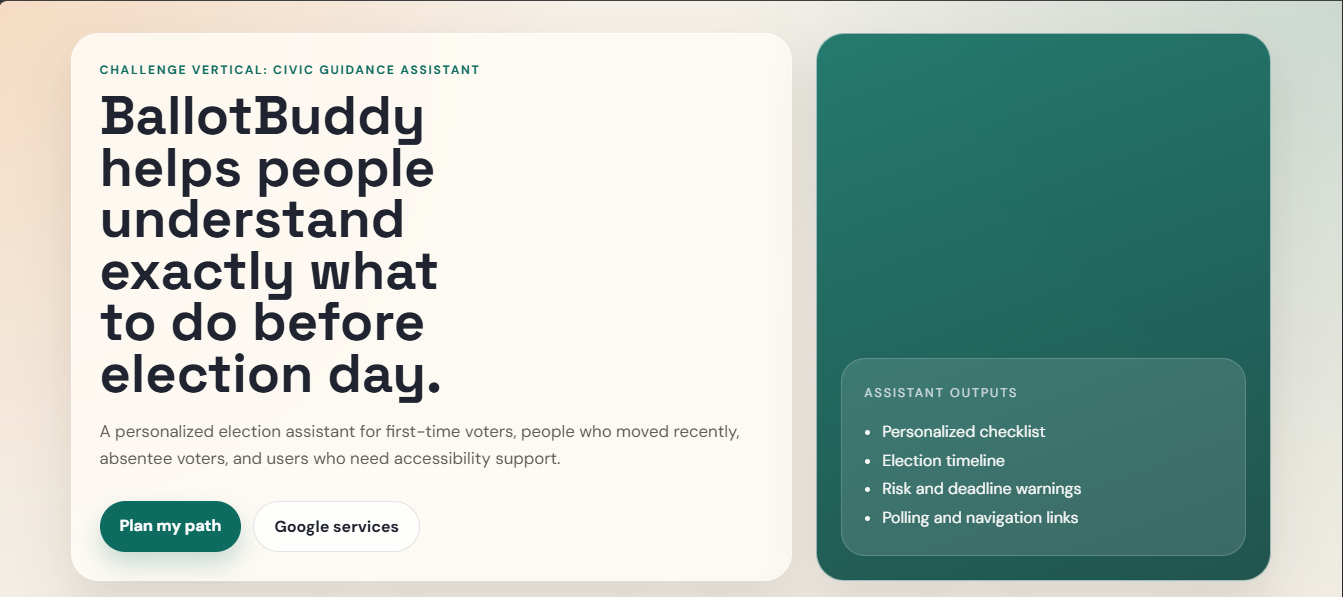 CHALLENGE VERTICAL: CIVIC GUIDANCE ASSISTANT
BallotBuddy
helps people
understand
exactly what
to do before
election day.
A personalized election assistant for first-time voters, people who moved recently,
absentee voters, and users who need accessibility support.
Plan my path
Google services
ASSISTANT OUTPUTS
• Personalized checklist
• Election timeline
• Risk and deadline warnings
• Polling and navigation links